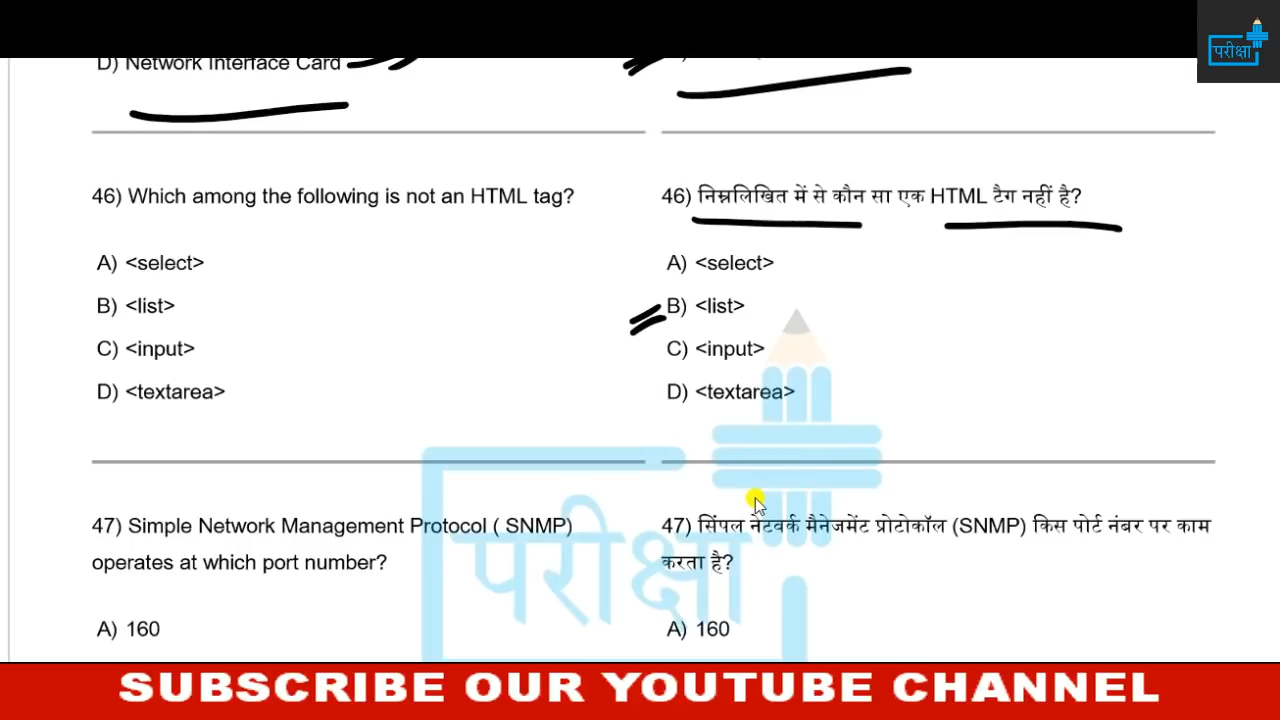 परीक्षा
D) Network Interface Card
46) Which among the following is not an HTML tag?
A) <select>
B) <list>
C) <input>
D) <textarea>
47) Simple Network Management Protocol ( SNMP)
operates at which port number?
A) 160
46) निम्नलिखित में से कौन सा एक HTML टैग नहीं है?
A) <select>
B) <list>
C) <input>
D) <textarea>
47) सिंपल नेटवर्क मैनेजमेंट प्रोटोकॉल (SNMP) किस पोर्ट नंबर पर काम
करता है?
A) 160
परीक्षा
SUBSCRIBE OUR YOUTUBE CHANNEL